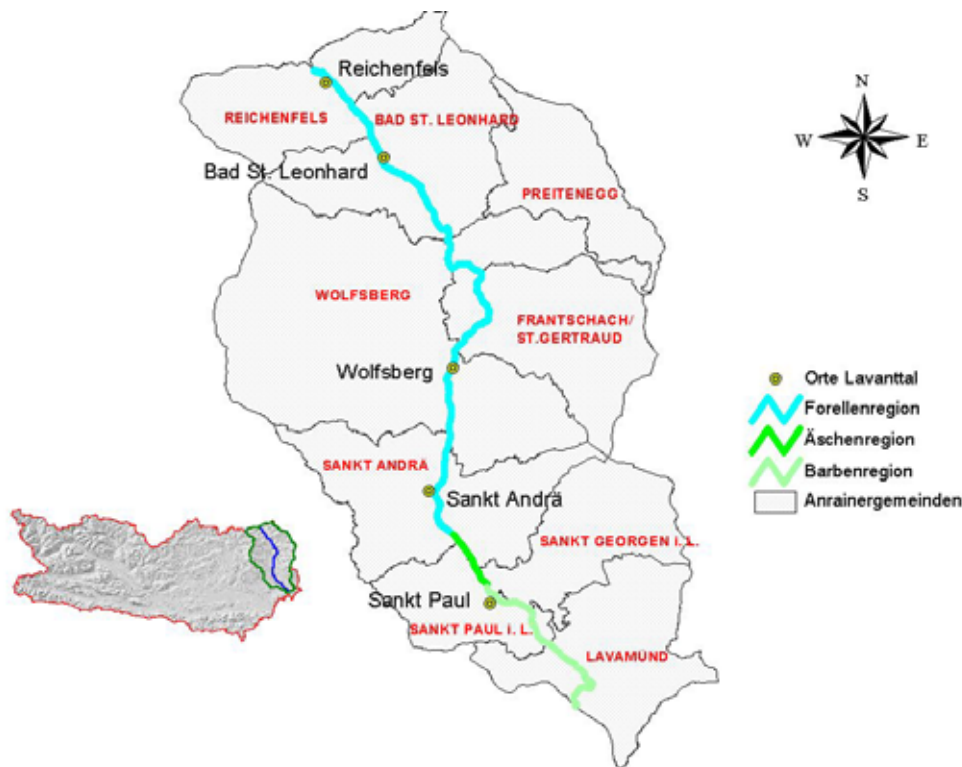 Reichenfels
REICHENFELS
BAD ST. LEONHARD
Bad St. Leonhard
PREITENEGG
WOLFSBERG
FRANTSCHACH/
ST.GERTRAUD
Wolfsberg
SANKT ANDRÄ
Sankt Andrä
SANKT GEORGEN i. L.
Sankt Paul
SANKT PAUL i. L.
LAVAMÜND
N
W
E
S
Orte Lavanttal
Forellenregion
Äschenregion
Barbenregion
Anrainergemeinden